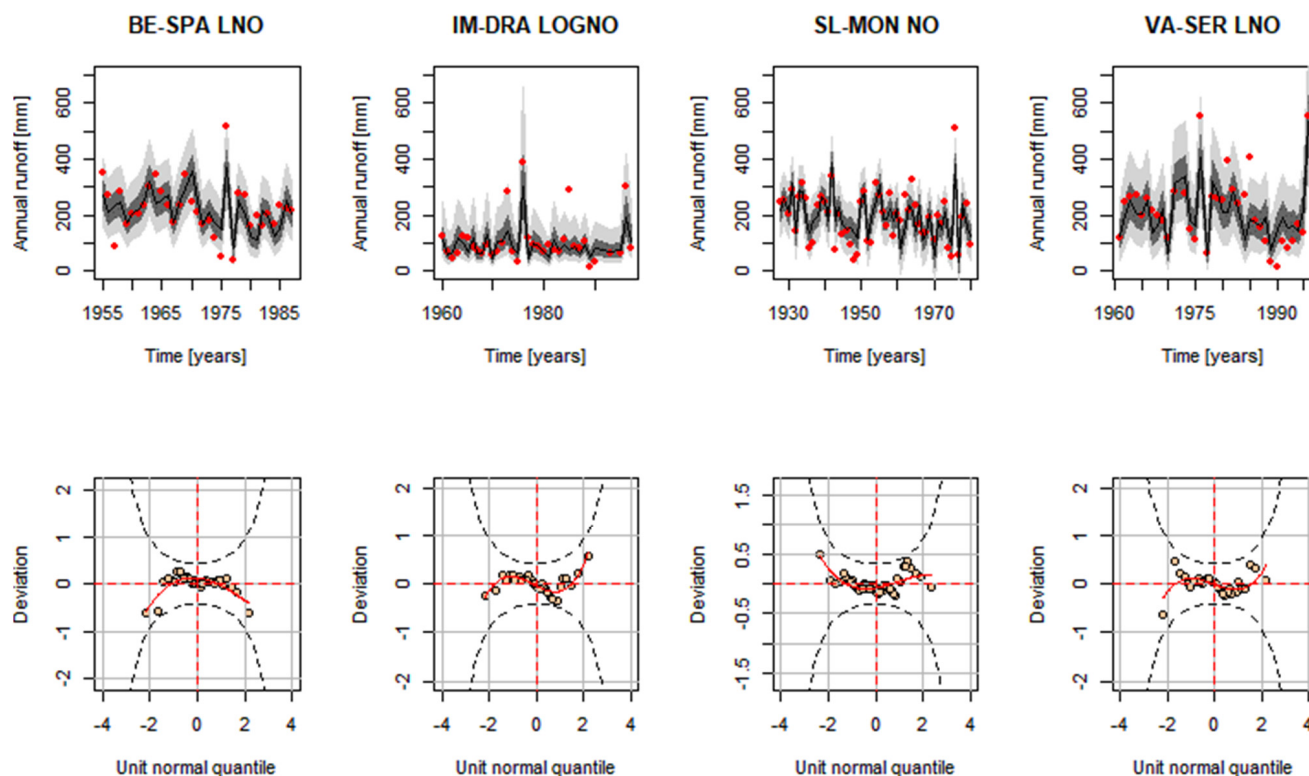 BE-SPA LNO
IM-DRA LOGNO
SL-MON NO
VA-SER LNO
Annual runoff [mm]
0 200 400 600
1955 1965 1975 1985
Time [years]
Annual runoff [mm]
0 200 400 600
1960 1980
Time [years]
Annual runoff [mm]
0 200 400 600
1930 1950 1970
Time [years]
Annual runoff [mm]
0 200 400 600
1960 1975 1990
Time [years]
Deviation
-2 -1 0 1 2
-4 -2 0 2 4
Unit normal quantile
Deviation
-2 -1 0 1 2
-4 -2 0 2 4
Unit normal quantile
Deviation
-1.5 -0.5 0.5 1.5
-4 -2 0 2 4
Unit normal quantile
Deviation
-2 -1 0 1 2
-4 -2 0 2 4
Unit normal quantile